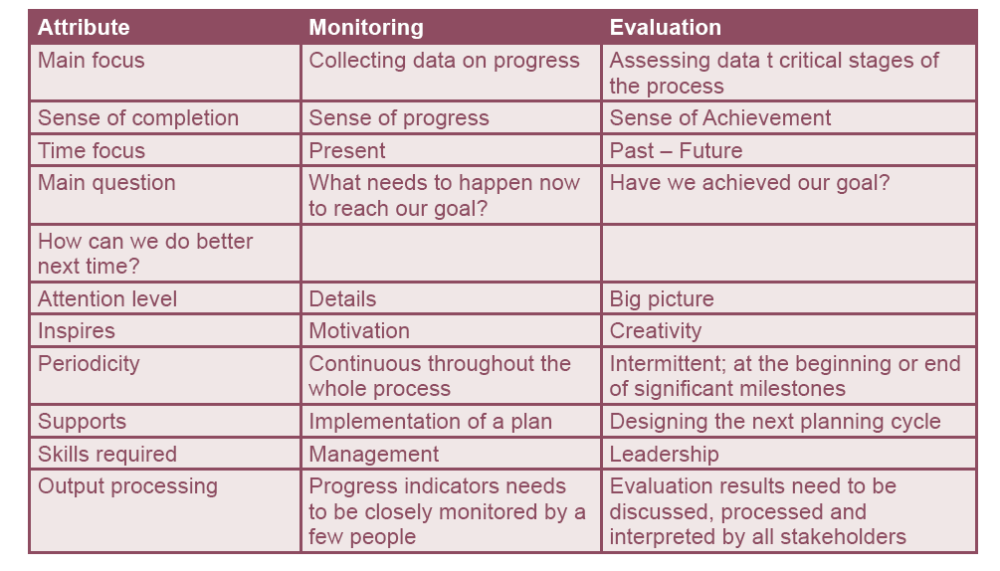 Attribute Monitoring Evaluation
Main focus Collecting data on progress Assessing data t critical stages of
the process
Sense of completion Sense of progress Sense of Achievement
Time focus Present Past – Future
Main question What needs to happen now Have we achieved our goal?
to reach our goal?
How can we do better
next time?
Attention level Details Big picture
Inspires Motivation Creativity
Periodicity Continuous throughout the Intermittent; at the beginning or end
whole process of significant milestones
Supports Implementation of a plan Designing the next planning cycle
Skills required Management Leadership
Output processing Progress indicators needs Evaluation results need to be
to be closely monitored by a discussed, processed and
few people interpreted by all stakeholders